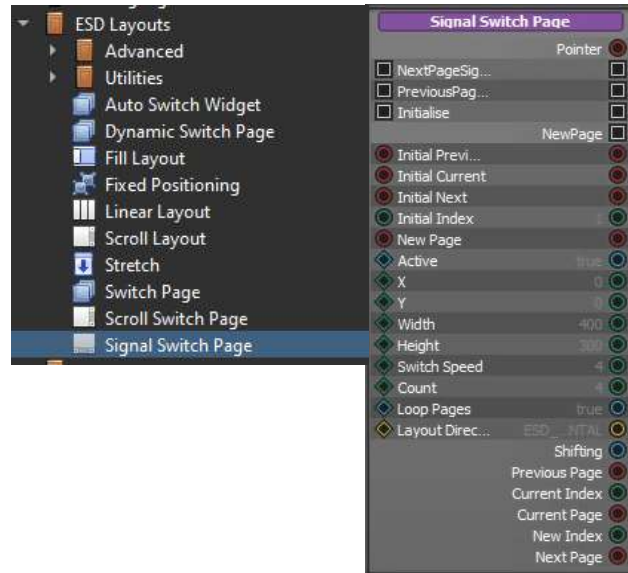 ESD Layouts
Advanced
Utilities
Auto Switch Widget
Dynamic Switch Page
Fill Layout
Fixed Positioning
Linear Layout
Scroll Layout
Stretch
Switch Page
Scroll Switch Page
Signal Switch Page
Signal Switch Page
Pointer
NextPageSig...
PreviousPag...
Initialise
NewPage
Initial Previ...
Initial Current
Initial Next
Initial Index
New Page
Active true
X 0
Y 0
Width 400
Height 300
Switch Speed 4
Count 4
Loop Pages true
Layout Direc... ESD_...NTAL
Shifting
Previous Page
Current Index
Current Page
New Index
Next Page